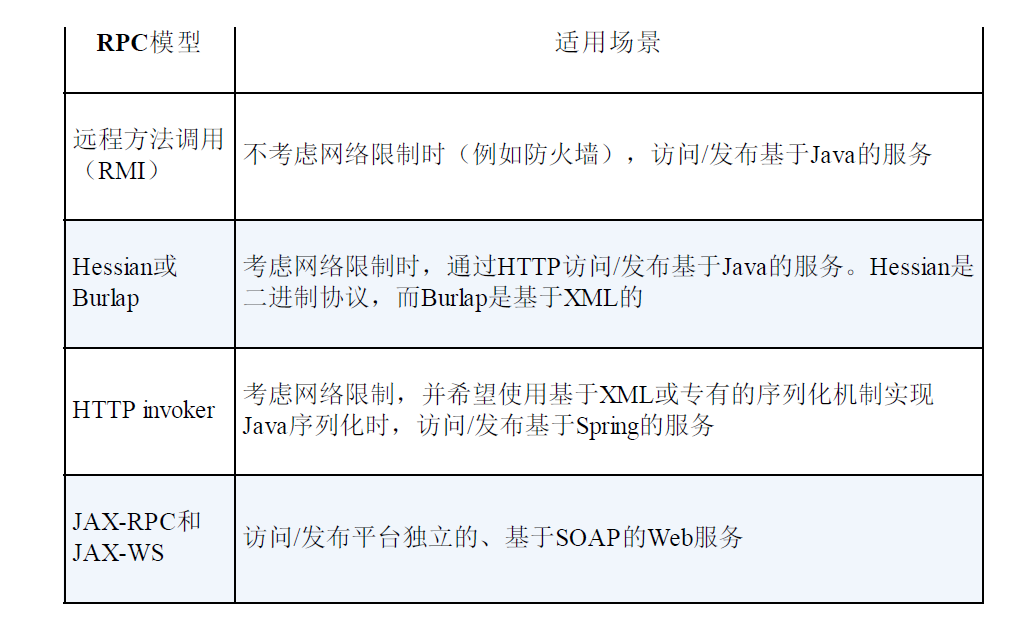 RPC模型
适用场景
远程方法调用
（RMI）
不考虑网络限制时（例如防火墙），访问/发布基于Java的服务
Hessian或
Burlap
考虑网络限制时，通过HTTP访问/发布基于Java的服务。Hessian是
二进制协议，而Burlap是基于XML的
HTTP invoker
考虑网络限制，并希望使用基于XML或专有的序列化机制实现
Java序列化时，访问/发布基于Spring的服务
JAX-RPC和
JAX-WS
访问/发布平台独立的、基于SOAP的Web服务